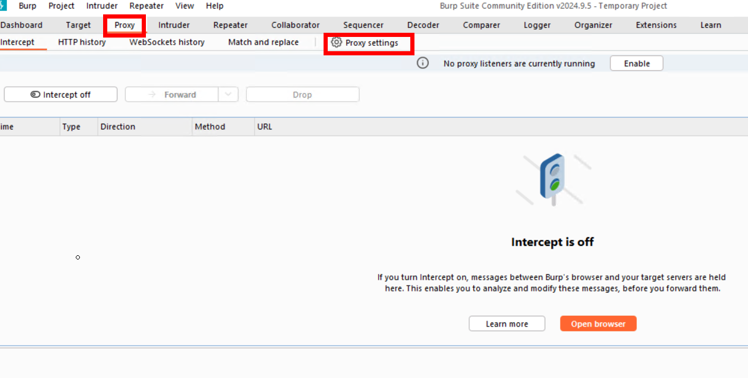 Burp Project Intruder Repeater View Help Burp Suite Community Edition v2024.9.5 - Temporary Project
Dashboard Target Proxy Intruder Repeater Collaborator Sequencer Decoder Comparer Logger Organizer Extensions Learn
Intercept HTTP history WebSockets history Match and replace Proxy settings
No proxy listeners are currently running Enable
Intercept off Forward Drop
ime Type Direction Method URL
Intercept is off
If you turn Intercept on, messages between Burp's browser and your target servers are held
here. This enables you to analyze and modify these messages, before you forward them.
Learn more Open browser